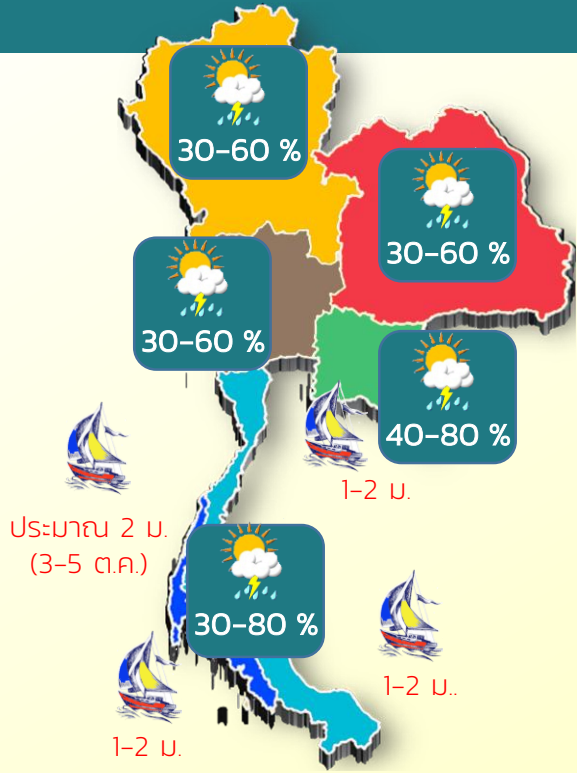 30-60 %
30-60 %
30-60 %
40-80 %
1-2 ม.
ประมาณ 2 ม.
(3-5 ต.ค.)
30-80 %
1-2 ม..
1-2 ม.